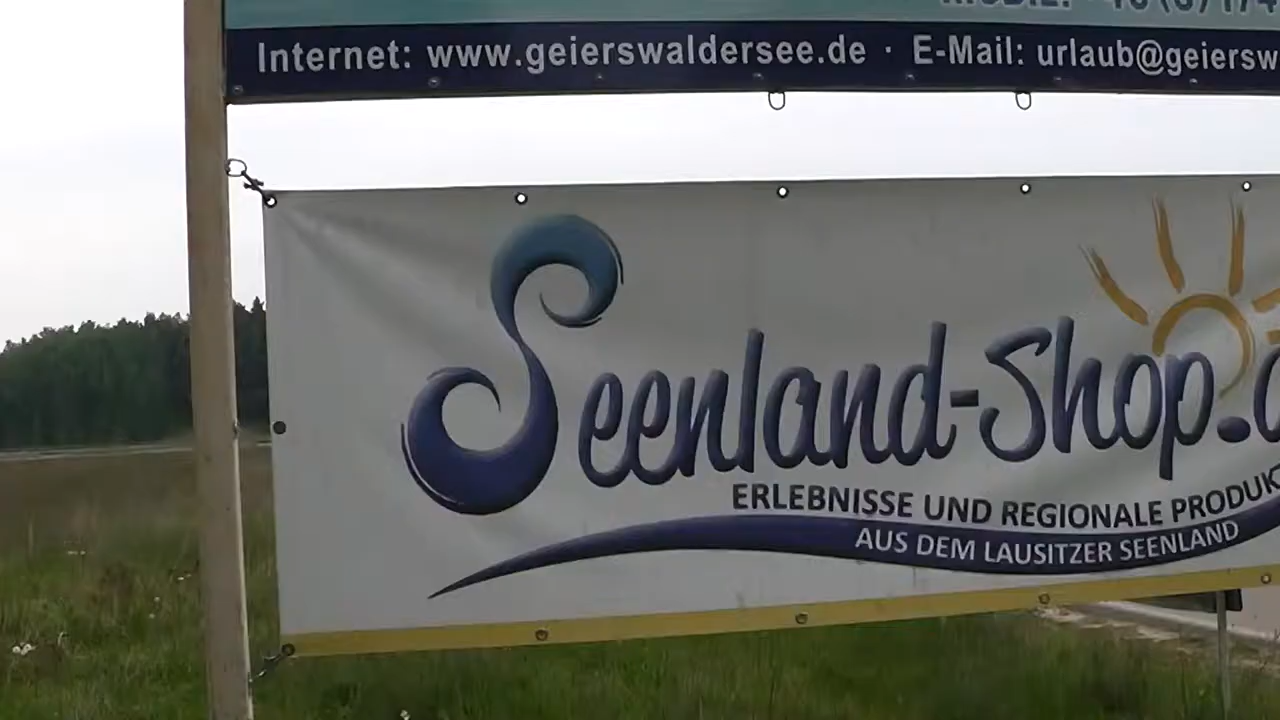 Internet: www.geierswaldersee.de · E-Mail: urlaub@geiersw
Seenland-Shop.
ERLEBNISSE UND REGIONALE PRODUK
AUS DEM LAUSITZER SEENLAND